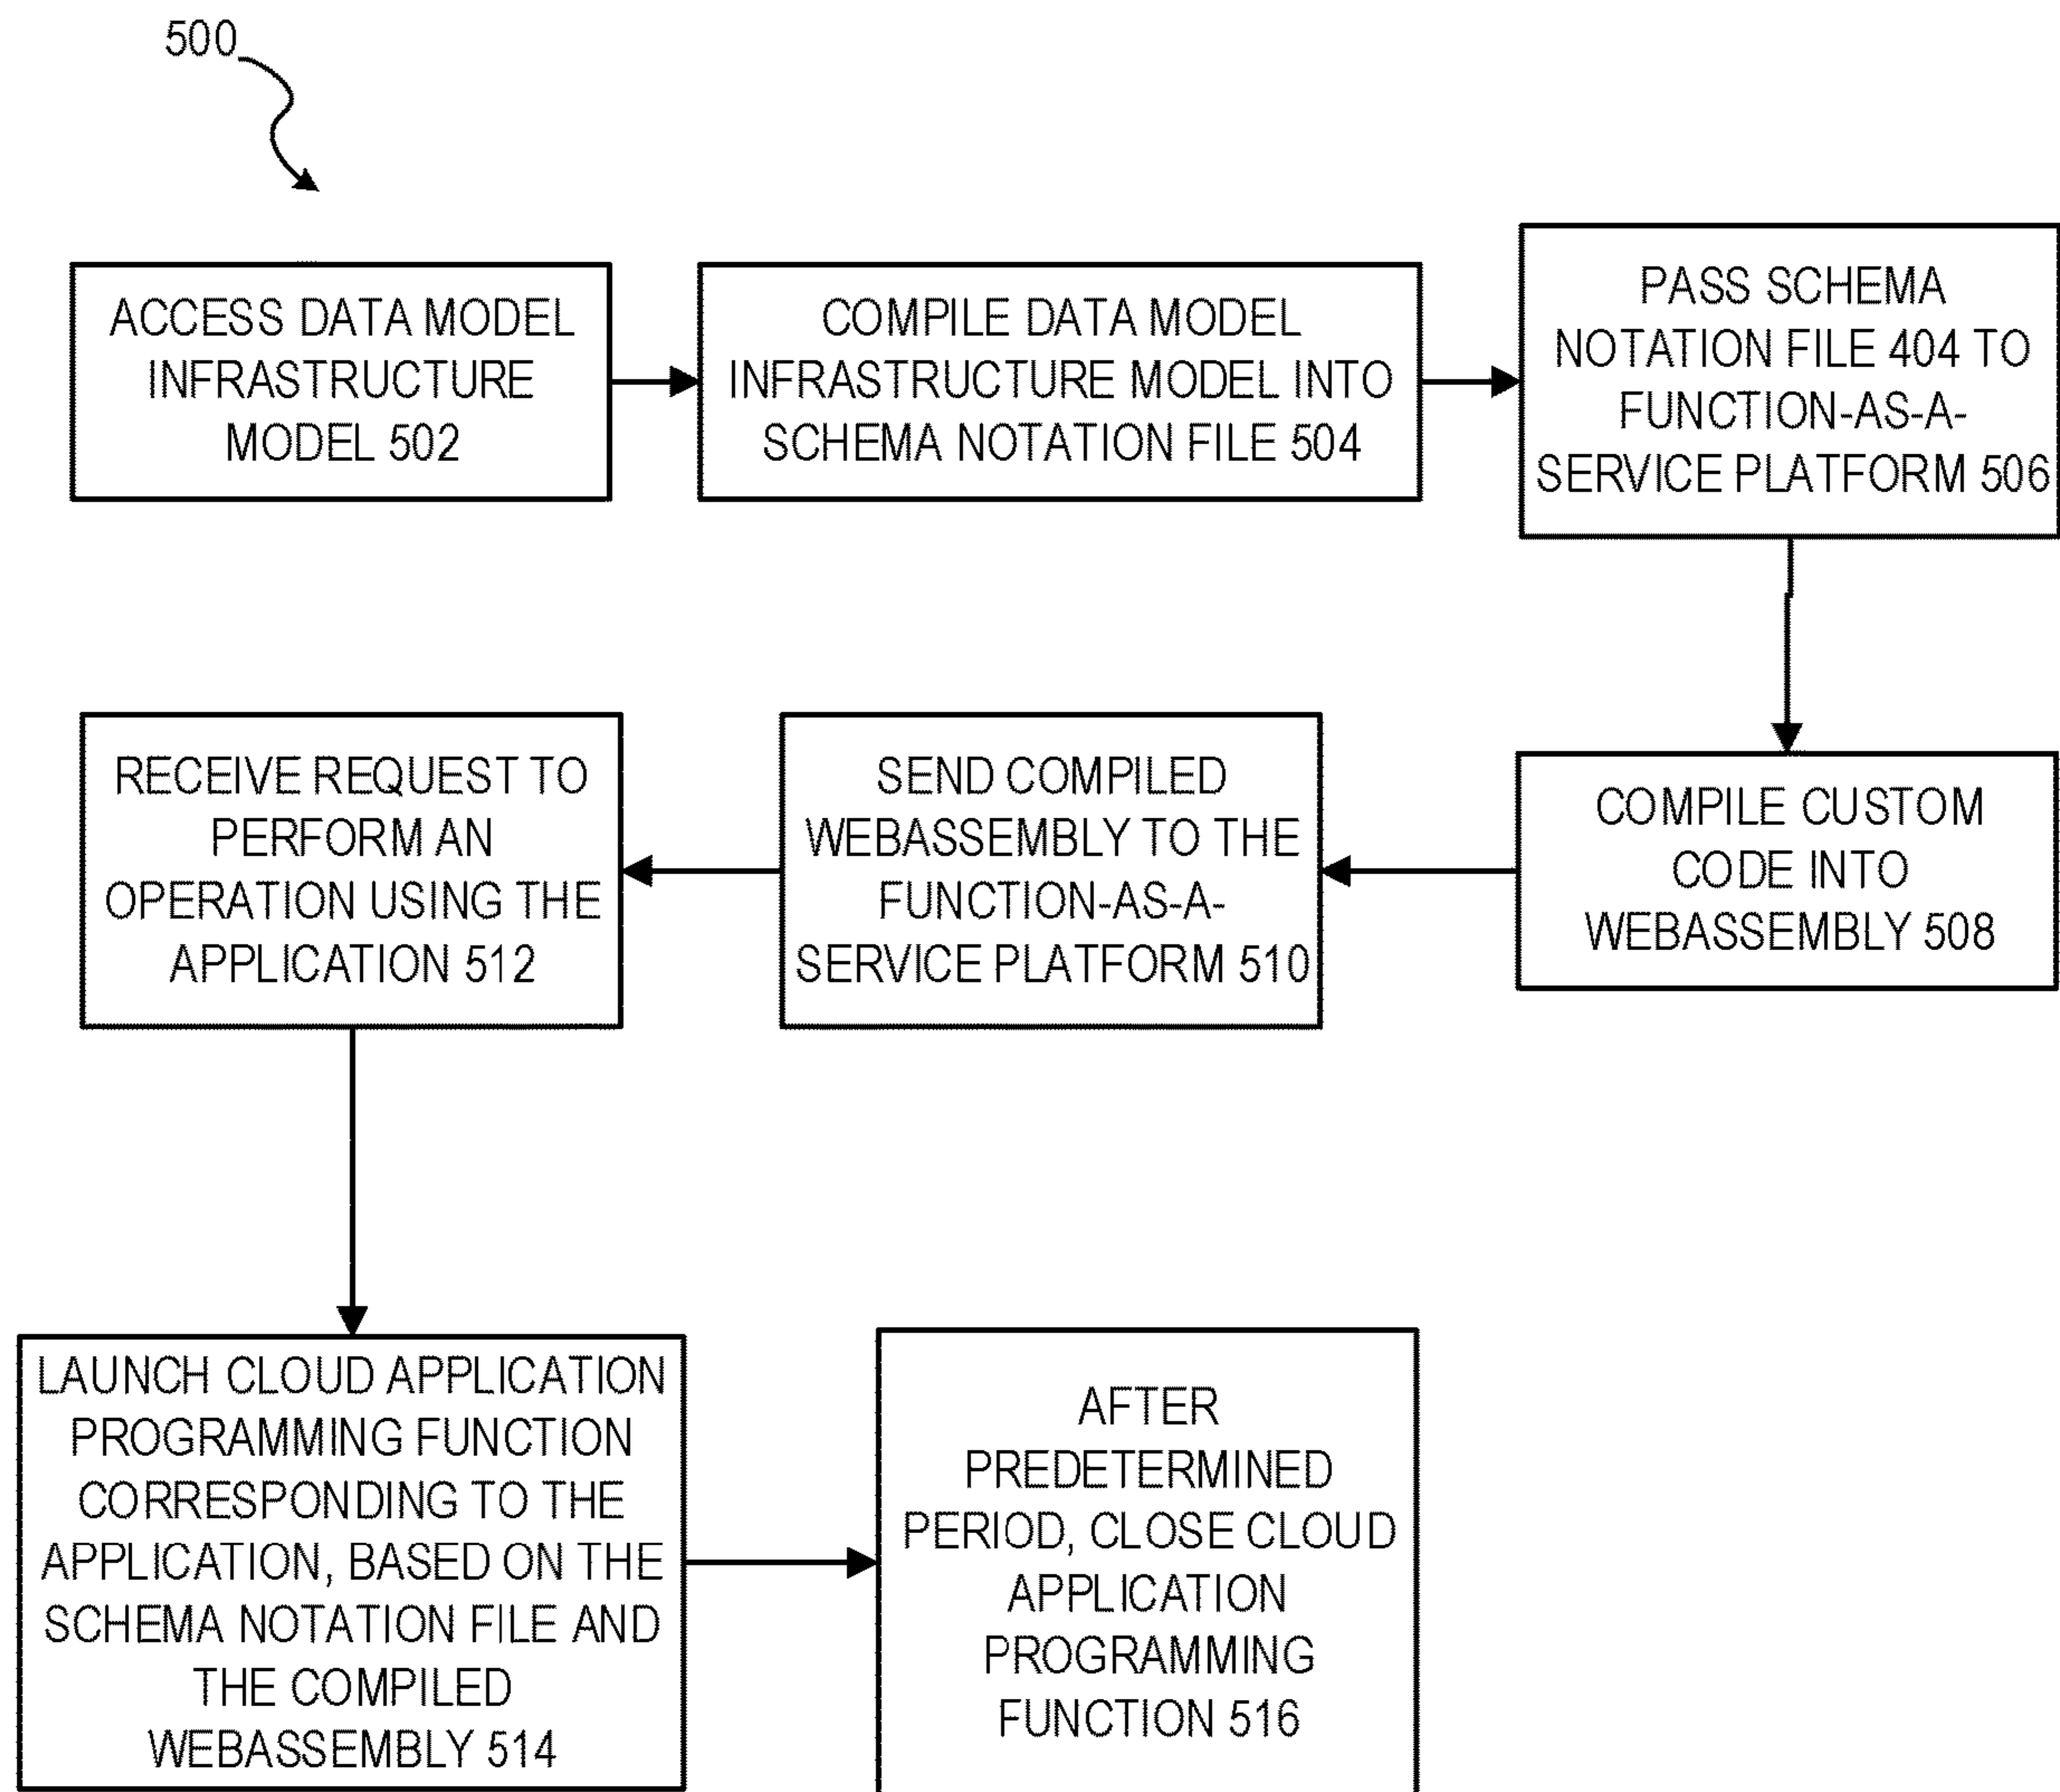 500
ACCESS DATA MODEL
INFRASTRUCTURE
MODEL 502
COMPILE DATA MODEL
INFRASTRUCTURE MODEL INTO
SCHEMA NOTATION FILE 504
PASS SCHEMA
NOTATION FILE 404 TO
FUNCTION-AS-A-
SERVICE PLATFORM 506
COMPILE CUSTOM
CODE INTO
WEBASSEMBLY 508
SEND COMPILED
WEBASSEMBLY TO THE
FUNCTION-AS-A-
SERVICE PLATFORM 510
RECEIVE REQUEST TO
PERFORM AN
OPERATION USING THE
APPLICATION 512
LAUNCH CLOUD APPLICATION
PROGRAMMING FUNCTION
CORRESPONDING TO THE
APPLICATION, BASED ON THE
SCHEMA NOTATION FILE AND
THE COMPILED
WEBASSEMBLY 514
AFTER
PREDETERMINED
PERIOD, CLOSE CLOUD
APPLICATION
PROGRAMMING
FUNCTION 516